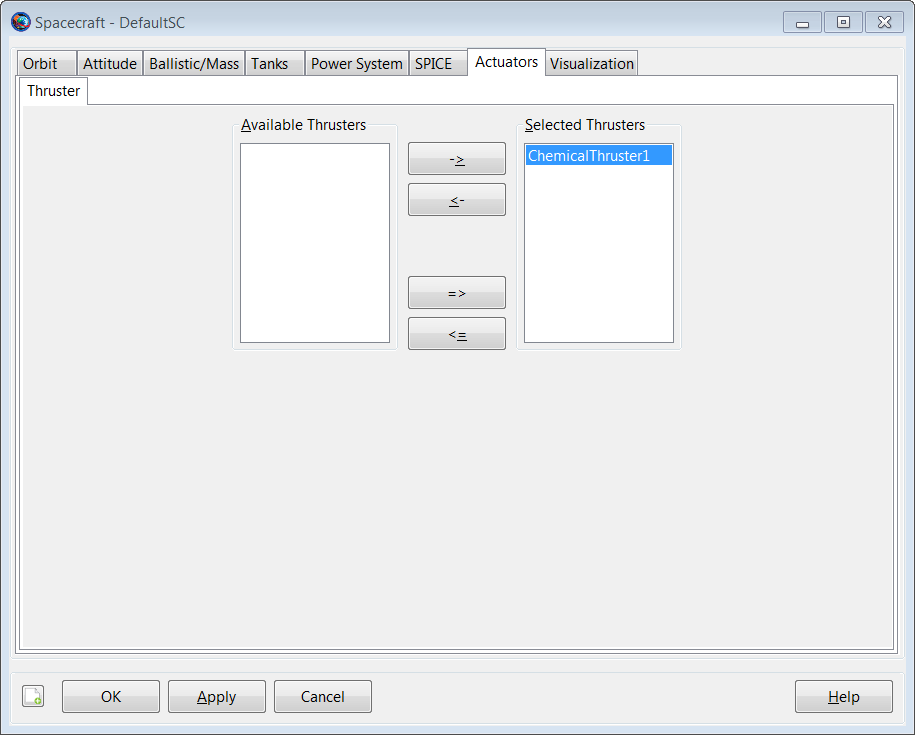 Spacecraft - DefaultSC
Orbit Attitude Ballistic/Mass Tanks Power System SPICE Actuators Visualization
Thruster
Available Thrusters Selected Thrusters
-> ChemicalThruster1
<-
=>
<=
OK Apply Cancel Help